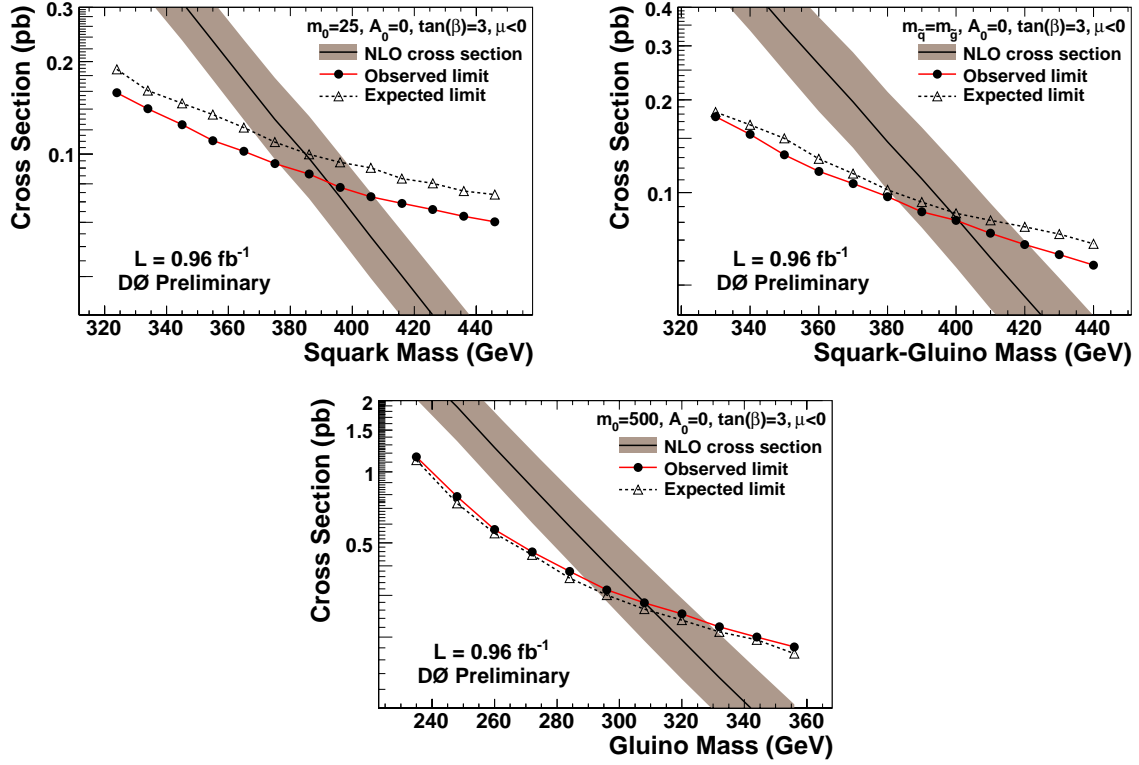 Cross Section (pb)
0.3
0.2
0.1
m₀=25, A₀=0, tan(β)=3, μ<0
NLO cross section
Observed limit
Expected limit
L = 0.96 fb⁻¹
DØ Preliminary
320 340 360 380 400 420 440
Squark Mass (GeV)
Cross Section (pb)
0.4
0.3
0.2
0.1
m_q̃=m_g̃, A₀=0, tan(β)=3, μ<0
NLO cross section
Observed limit
Expected limit
L = 0.96 fb⁻¹
DØ Preliminary
320 340 360 380 400 420 440
Squark-Gluino Mass (GeV)
Cross Section (pb)
2
1.5
1
0.5
m₀=500, A₀=0, tan(β)=3, μ<0
NLO cross section
Observed limit
Expected limit
L = 0.96 fb⁻¹
DØ Preliminary
240 260 280 300 320 340 360
Gluino Mass (GeV)